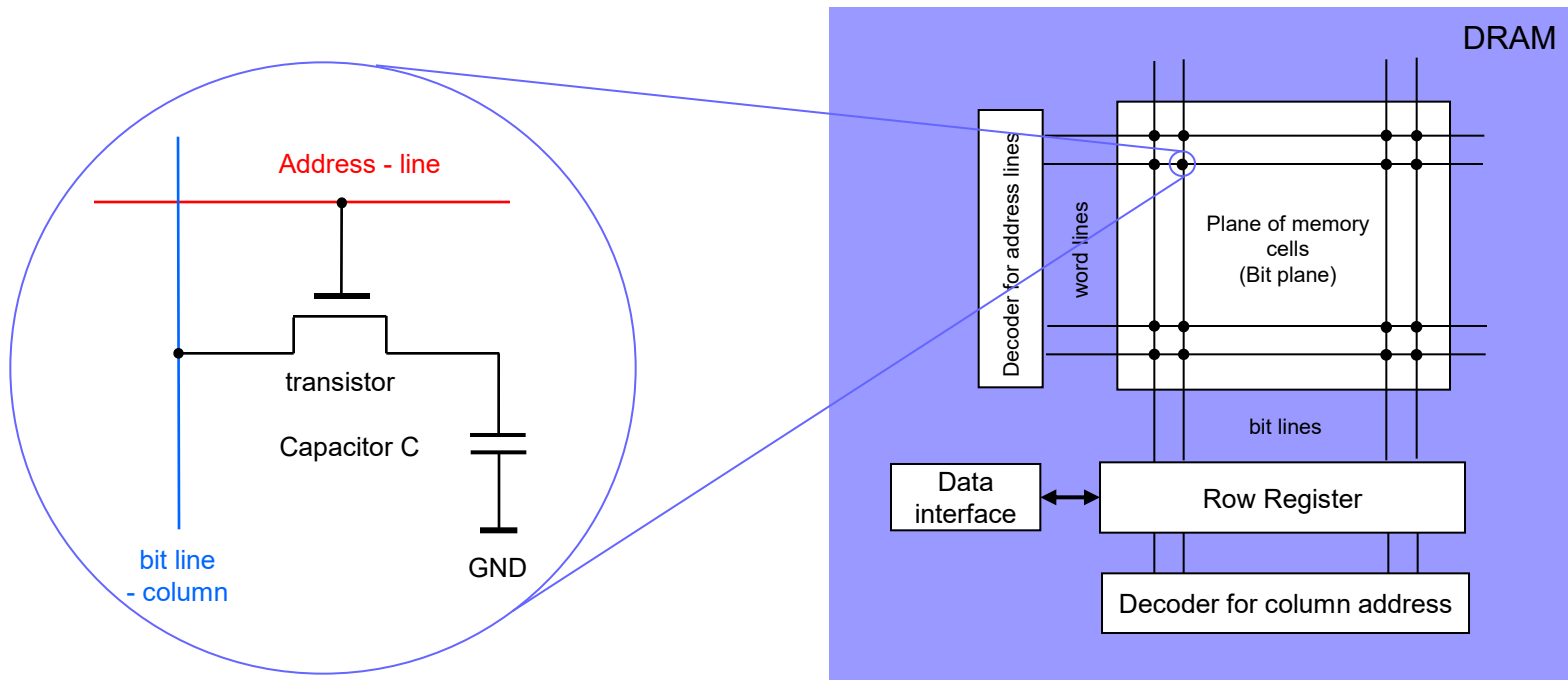 DRAM
Address - line
transistor
Capacitor C
bit line
- column
GND
Decoder for address lines
word lines
Plane of memory
cells
(Bit plane)
bit lines
Data
interface
Row Register
Decoder for column address